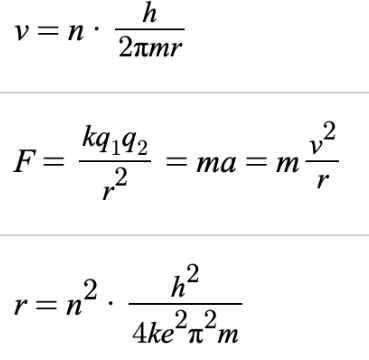 v = n · h/2πmr
F = kq₁q₂/r² = ma = m v²/r
r = n² · h²/4ke²π²m